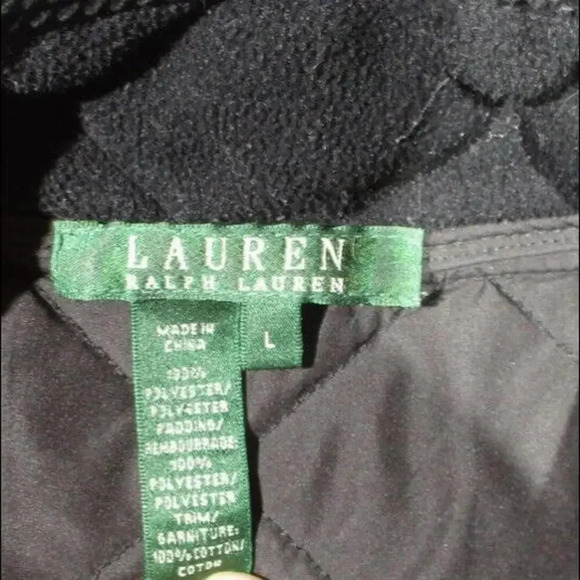 LAUREN
RALPH LAUREN
MADE IN
CHINA
L
100%
POLYESTER/
POLYESTER
PADDING/
REMBOURRAGE:
100%
POLYESTER/
POLYESTER
TRIM/
GARNITURE:
100% COTTON/
COTON